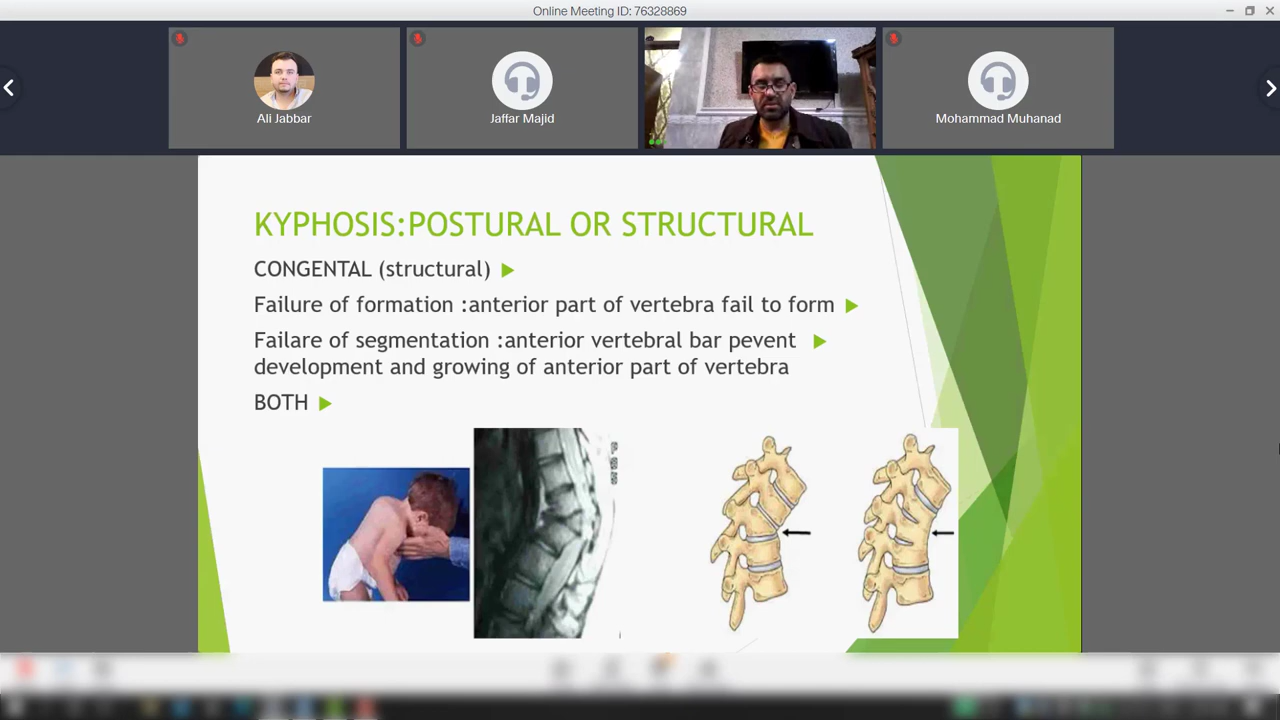 Online Meeting ID: 76328869
Ali Jabbar
Jaffar Majid
Mohammad Muhanad
KYPHOSIS:POSTURAL OR STRUCTURAL
CONGENTAL (structural)
Failure of formation :anterior part of vertebra fail to form
Failare of segmentation :anterior vertebral bar pevent
development and growing of anterior part of vertebra
BOTH